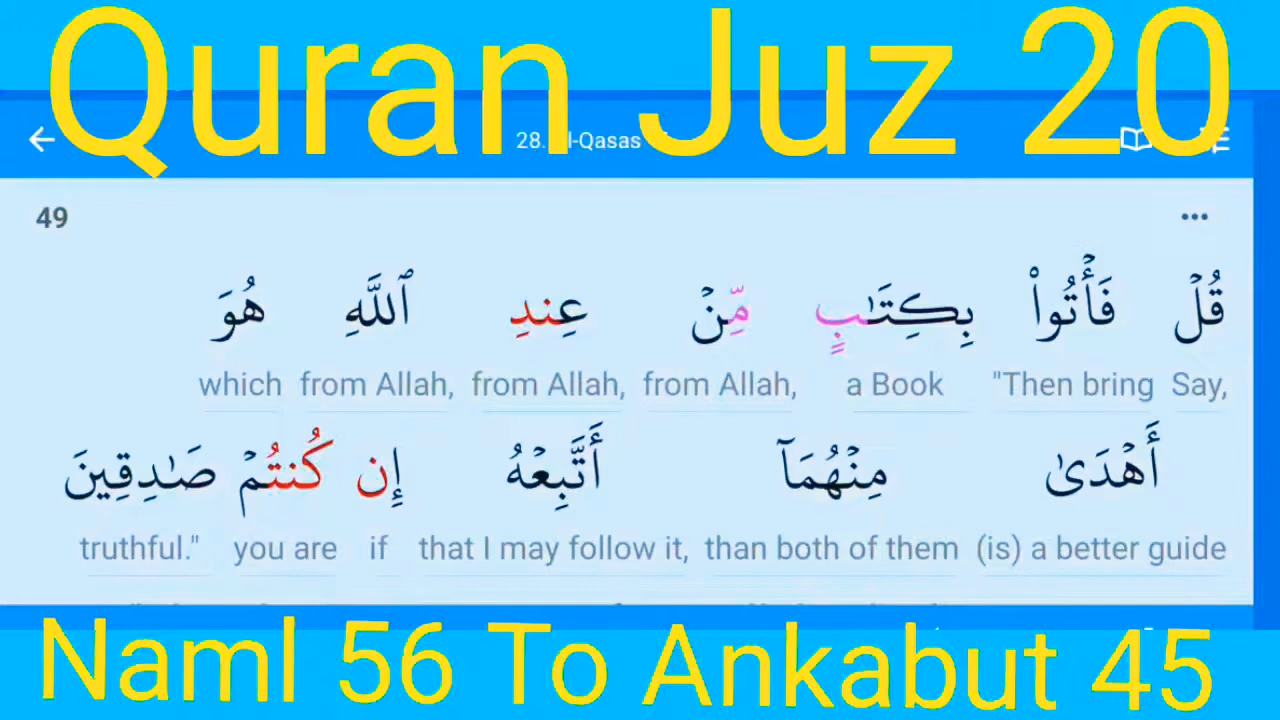 Quran Juz 20
28. l-Qasas
49
قُلْ فَأْتُوا۟ بِكِتَـٰبٍ مِّنْ عِندِ ٱللَّهِ هُوَ
which from Allah, from Allah, from Allah, a Book "Then bring Say,
أَهْدَىٰ مِنْهُمَآ أَتَّبِعْهُ إِن كُنتُمْ صَـٰدِقِينَ
truthful." you are if that I may follow it, than both of them (is) a better guide
Naml 56 To Ankabut 45